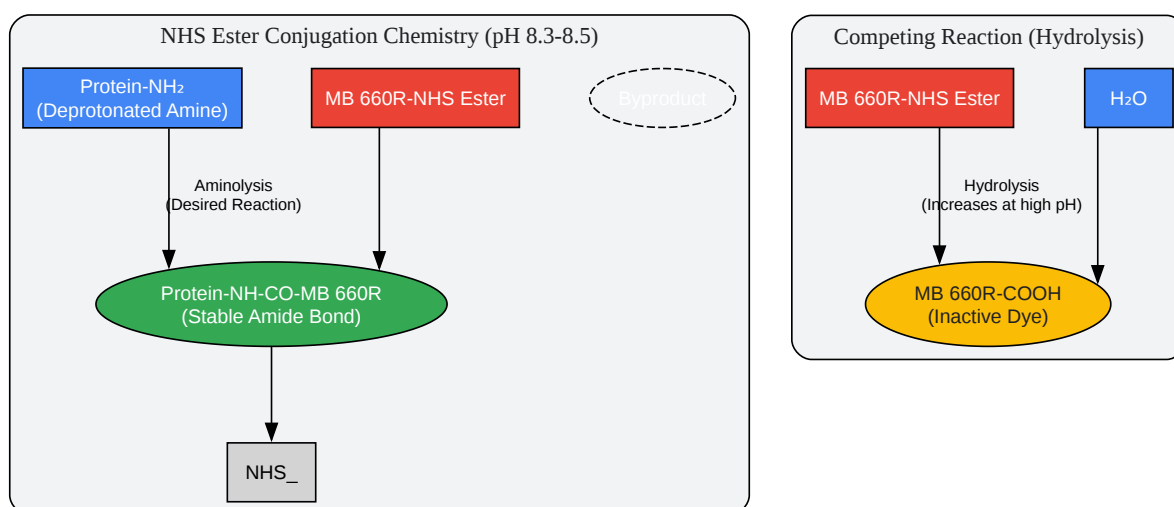 NHS Ester Conjugation Chemistry (pH 8.3-8.5)
Protein-NH₂
(Deprotonated Amine)
MB 660R-NHS Ester
Byproduct
Aminolysis
(Desired Reaction)
Protein-NH-CO-MB 660R
(Stable Amide Bond)
NHS_
Competing Reaction (Hydrolysis)
MB 660R-NHS Ester
H₂O
Hydrolysis
(Increases at high pH)
MB 660R-COOH
(Inactive Dye)